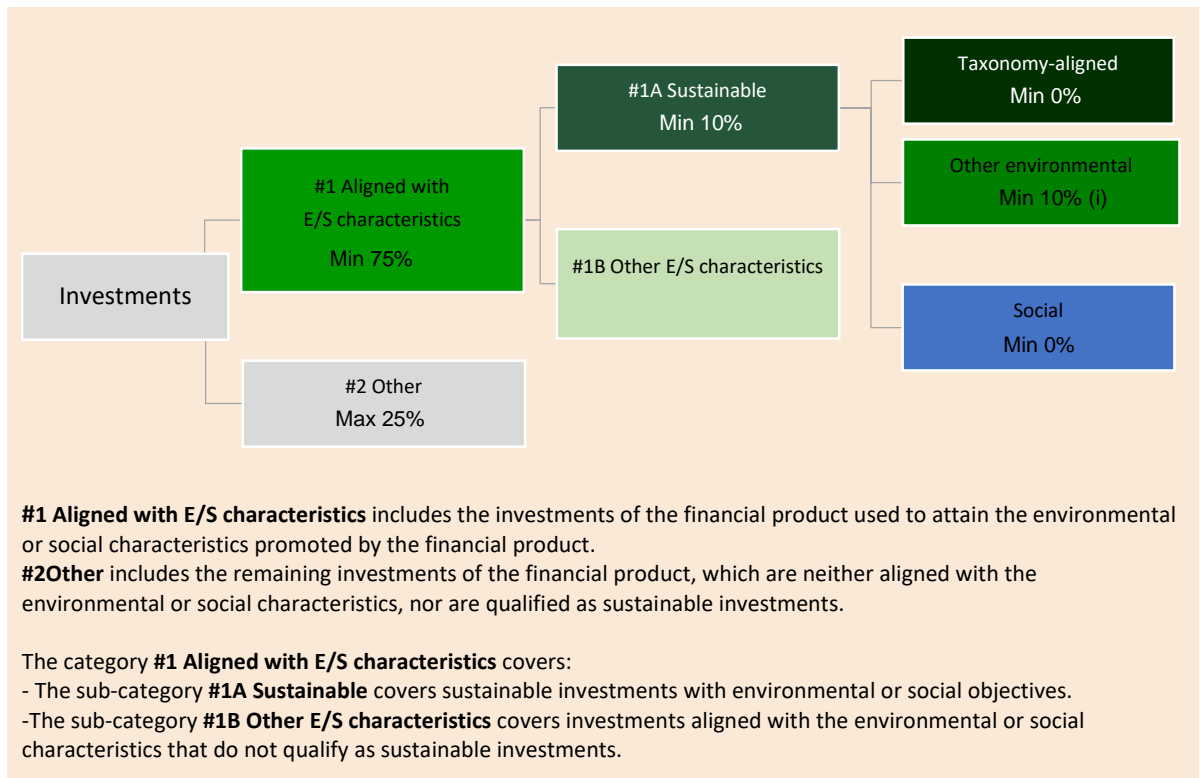 Investments
#1 Aligned with
E/S characteristics
Min 75%
#2 Other
Max 25%
#1A Sustainable
Min 10%
#1B Other E/S characteristics
Taxonomy-aligned
Min 0%
Other environmental
Min 10% (i)
Social
Min 0%
#1 Aligned with E/S characteristics includes the investments of the financial product used to attain the environmental
or social characteristics promoted by the financial product.
#2Other includes the remaining investments of the financial product, which are neither aligned with the
environmental or social characteristics, nor are qualified as sustainable investments.
The category #1 Aligned with E/S characteristics covers:
- The sub-category #1A Sustainable covers sustainable investments with environmental or social objectives.
-The sub-category #1B Other E/S characteristics covers investments aligned with the environmental or social
characteristics that do not qualify as sustainable investments.